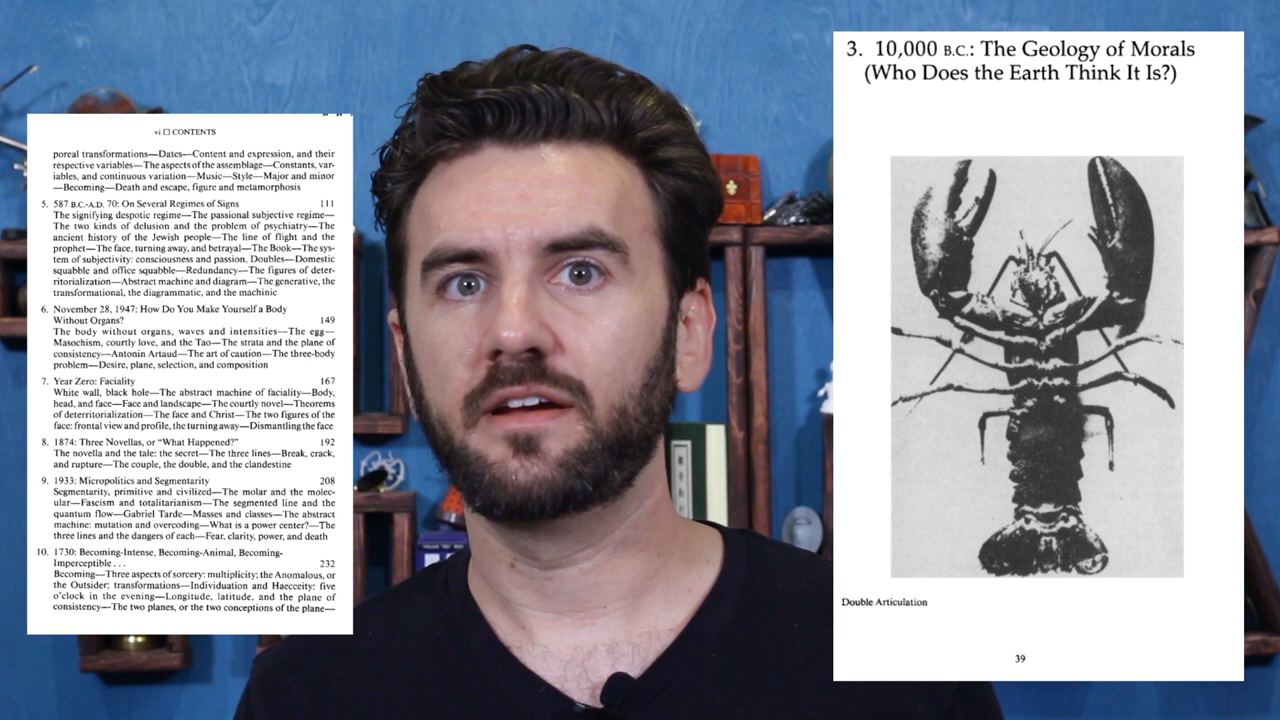 vi □ CONTENTS
poreal transformations—Dates—Content and expression, and their
respective variables—The aspects of the assemblage—Constants, var-
iables, and continuous variation—Music—Style—Major and minor
—Becoming—Death and escape, figure and metamorphosis
5. 587 B.C.-A.D. 70: On Several Regimes of Signs 111
The signifying despotic regime—The passional subjective regime—
The two kinds of delusion and the problem of psychiatry—The
ancient history of the Jewish people—The line of flight and the
prophet—The face, turning away, and betrayal—The Book—The sys-
tem of subjectivity: consciousness and passion, Doubles—Domestic
squabble and office squabble—Redundancy—The figures of deter-
ritorialization—Abstract machine and diagram—The generative, the
transformational, the diagrammatic, and the machinic
6. November 28, 1947: How Do You Make Yourself a Body
Without Organs? 149
The body without organs, waves and intensities—The egg—
Masochism, courtly love, and the Tao—The strata and the plane of
consistency—Antonin Artaud—The art of caution—The three-body
problem—Desire, plane, selection, and composition
7. Year Zero: Faciality 167
White wall, black hole—The abstract machine of faciality—Body,
head, and face—Face and landscape—The courtly novel—Theorems
of deterritorialization—The face and Christ—The two figures of the
face: frontal view and profile, the turning away—Dismantling the face
8. 1874: Three Novellas, or “What Happened?” 192
The novella and the tale: the secret—The three lines—Break, crack,
and rupture—The couple, the double, and the clandestine
9. 1933: Micropolitics and Segmentarity 208
Segmentarity, primitive and civilized—The molar and the molec-
ular—Fascism and totalitarianism—The segmented line and the
quantum flow—Gabriel Tarde—Masses and classes—The abstract
machine: mutation and overcoding—What is a power center?—The
three lines and the dangers of each—Fear, clarity, power, and death
10. 1730: Becoming-Intense, Becoming-Animal, Becoming-
Imperceptible . . . 232
Becoming—Three aspects of sorcery: multiplicity; the Anomalous, or
the Outsider; transformations—Individuation and Haecceity: five
o’clock in the evening—Longitude, latitude, and the plane of
consistency—The two planes, or the two conceptions of the plane—
3. 10,000 B.C.: The Geology of Morals
(Who Does the Earth Think It Is?)
Double Articulation
39